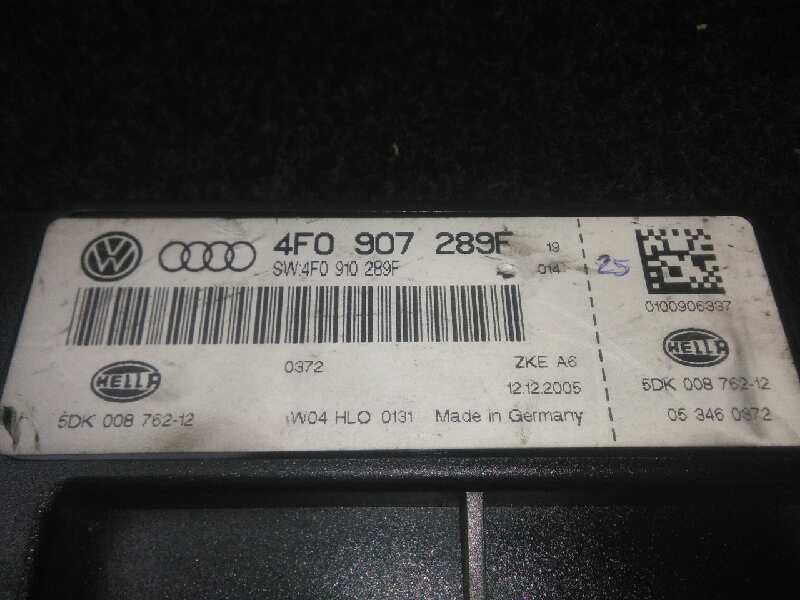 4F0 907 289F 19
SW:4F0 910 289F 014
25
0100906337
HELLA
0372
ZKE A6
12.12.2005
5DK 008 762-12
W04 HLO 0131 Made in Germany
HELLA
5DK 008 762-12
05 346 0372